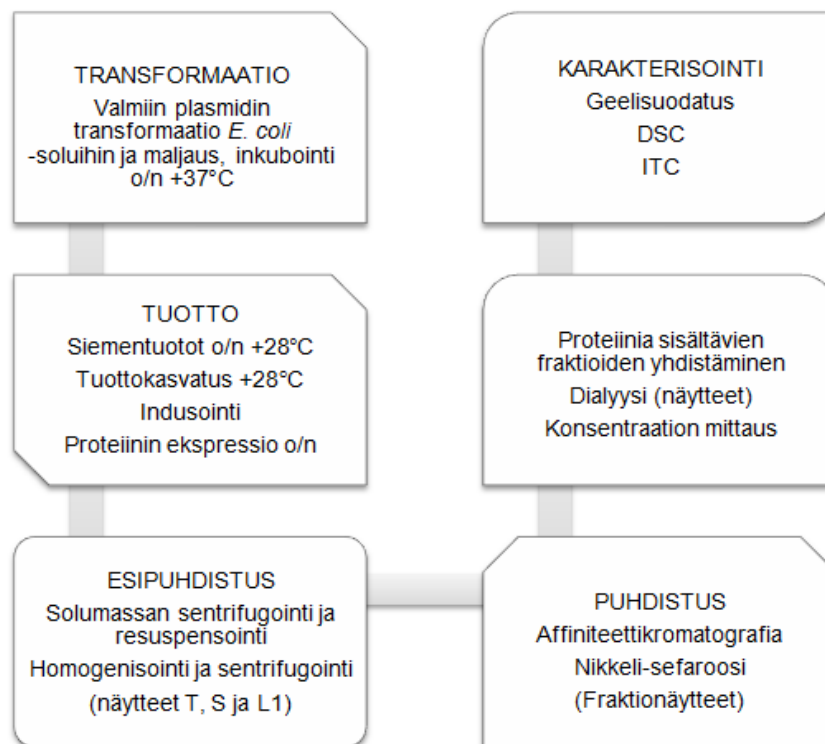 TRANSFORMAATIO
Valmiin plasmidin
transformaatio E. coli
-soluihin ja maljaus, inkubointi
o/n +37°C
TUOTTO
Siementuotot o/n +28°C
Tuottokasvatus +28°C
Indusointi
Proteiinin ekspressio o/n
ESIPUHDISTUS
Solumassan sentrifugointi ja
resuspensointi
Homogenisointi ja sentrifugointi
(näytteet T, S ja L1)
PUHDISTUS
Affiniteettikromatografia
Nikkeli-sefaroosi
(Fraktionäytteet)
Proteiinia sisältävien
fraktioiden yhdistäminen
Dialyysi (näytteet)
Konsentraation mittaus
KARAKTERISOINTI
Geelisuodatus
DSC
ITC